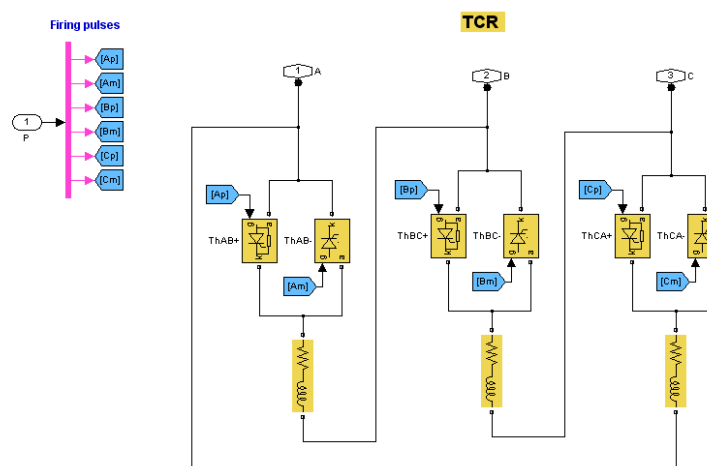 Firing pulses
TCR
[Ap]
[Am]
[Bp]
[Bm]
[Cp]
[Cm]
1
P
1
A
2
B
3
C
[Ap]
[Bp]
[Cp]
g
a
k
g
a
k
g
a
k
ThAB+
ThAB-
ThBC+
ThBC-
ThCA+
ThCA-
k
g
a
k
g
a
k
g
a
[Am]
[Bm]
[Cm]